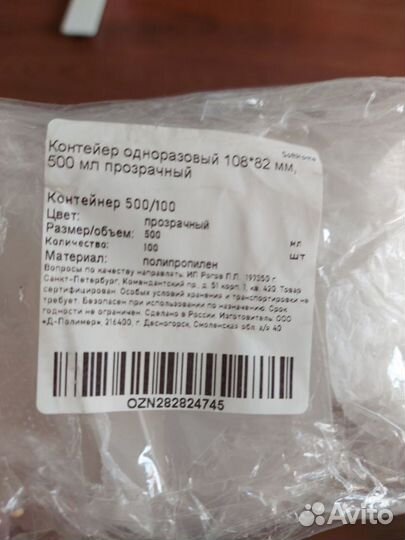 Контейер одноразовый 108*82 мм,
500 мл прозрачный
Контейнер 500/100
Цвет: прозрачный
Размер/объем: 500 мл
Количество: 100 шт
Материал: полипропилен
Вопросы по качеству направлять: ИП Рогов П.Л. 197350 г.
Санкт-Петербург, Комендантский пр., д. 51 корп. 1, кв. 420. Товар
сертифицирован. Особых условий хранения и транспортировки не
требует. Безопасен при использовании по назначению. Срок
годности не ограничен. Сделано в России. Изготовитель: ООО
«Д-Полимер», 216400, г. Десногорск, Смоленская обл. а/я 40
OZN282824745
Avito